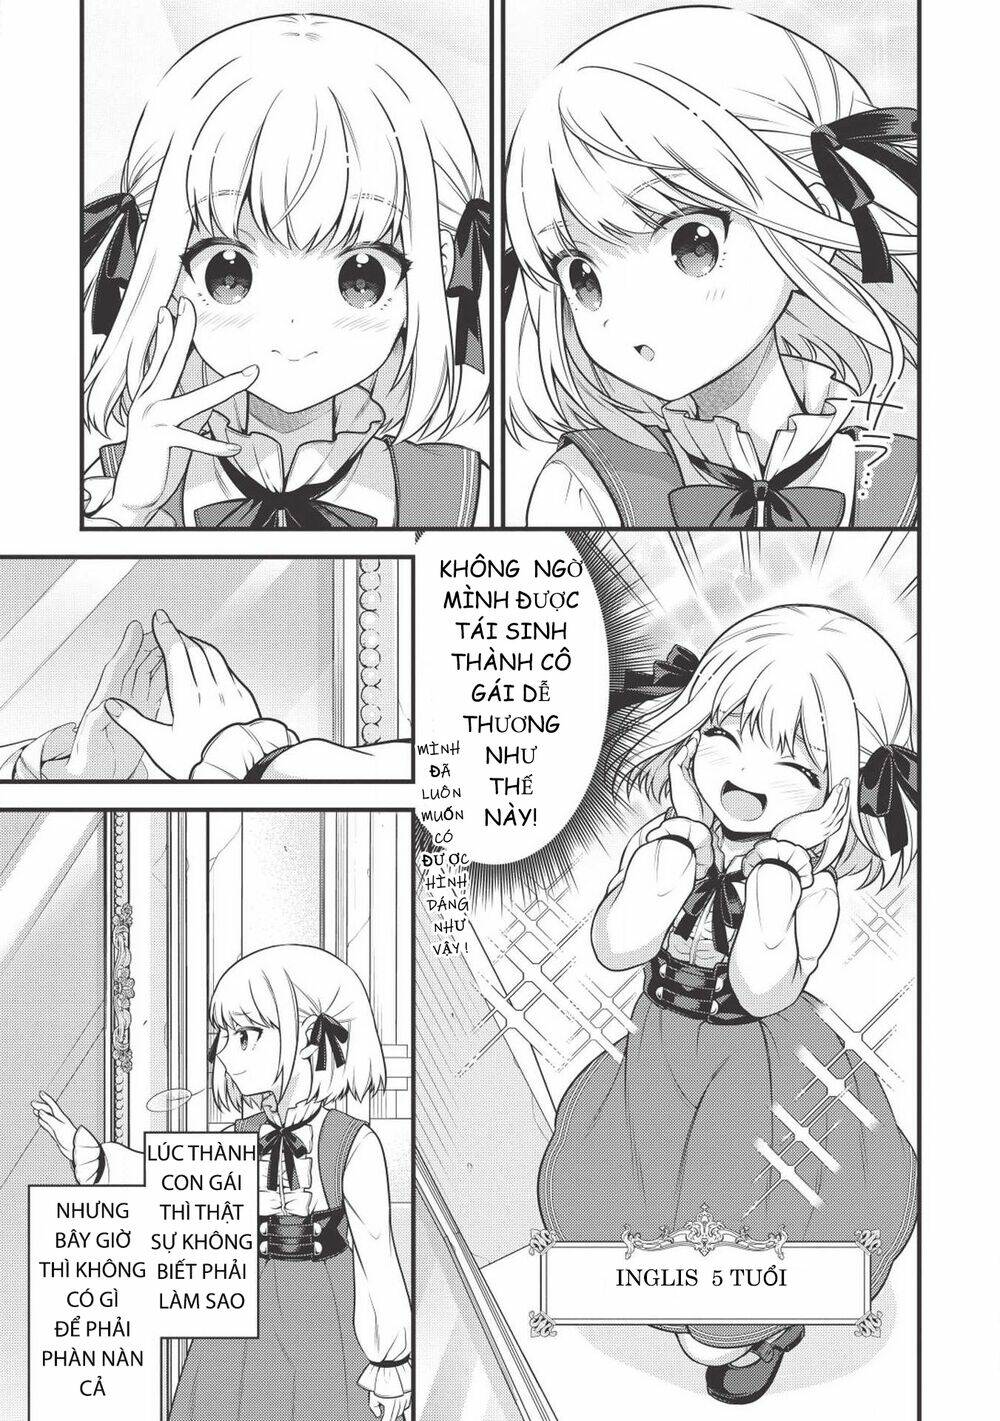 サラ…
KHÔNG NGỜ
MÌNH ĐƯỢC
TÁI SINH
THÀNH CÔ
GÁI DỄ
THƯƠNG
NHƯ
THẾ
NÀY!
MÌNH
ĐÃ
LUÔN
MUỐN
CÓ
ĐƯỢC
HÌNH
DÁNG
NHƯ
VẬY!
LÚC THÀNH
CON GÁI
THÌ THẬT
SỰ KHÔNG
BIẾT PHẢI
LÀM SAO
NHƯNG
BÂY GIỜ
THÌ KHÔNG
CÓ GÌ
ĐỂ PHẢI
PHÀN NÀN
CẢ
INGLIS 5 TUỔI